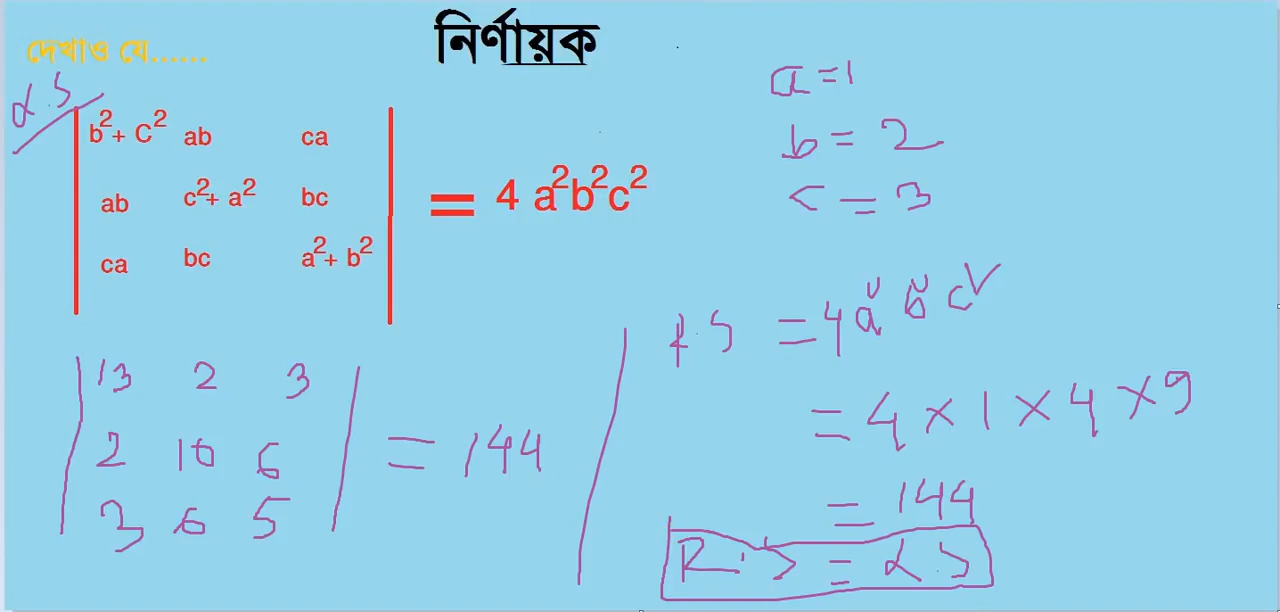 নির্ণায়ক
দেখাও যে......
L.S
b²+ C² ab ca
ab c²+ a² bc
ca bc a²+ b²
= 4 a²b²c²
a=1
b = 2
c = 3
13 2 3
2 10 6
3 6 5
= 144
R.S = 4a²b²c²
= 4 × 1 × 4 × 9
= 144
R.S = L.S